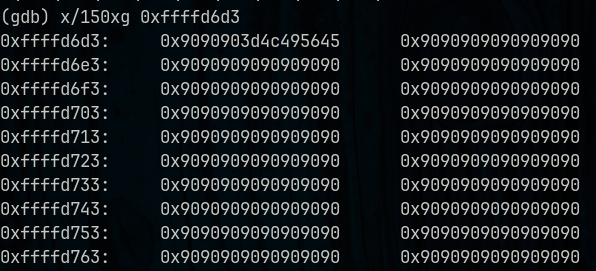 (gdb) x/150xg 0xffffd6d3
0xffffd6d3: 0x9090903d4c495645 0x9090909090909090
0xffffd6e3: 0x9090909090909090 0x9090909090909090
0xffffd6f3: 0x9090909090909090 0x9090909090909090
0xffffd703: 0x9090909090909090 0x9090909090909090
0xffffd713: 0x9090909090909090 0x9090909090909090
0xffffd723: 0x9090909090909090 0x9090909090909090
0xffffd733: 0x9090909090909090 0x9090909090909090
0xffffd743: 0x9090909090909090 0x9090909090909090
0xffffd753: 0x9090909090909090 0x9090909090909090
0xffffd763: 0x9090909090909090 0x9090909090909090